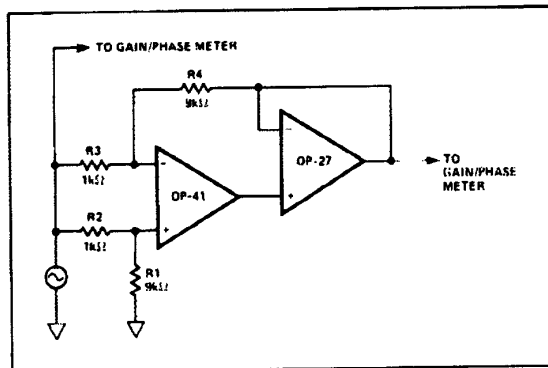 TO GAIN/PHASE METER
R4
9kΩ
R3
1kΩ
-
+
OP-41
R2
1kΩ
R1
9kΩ
-
+
OP-27
TO
GAIN/PHASE
METER